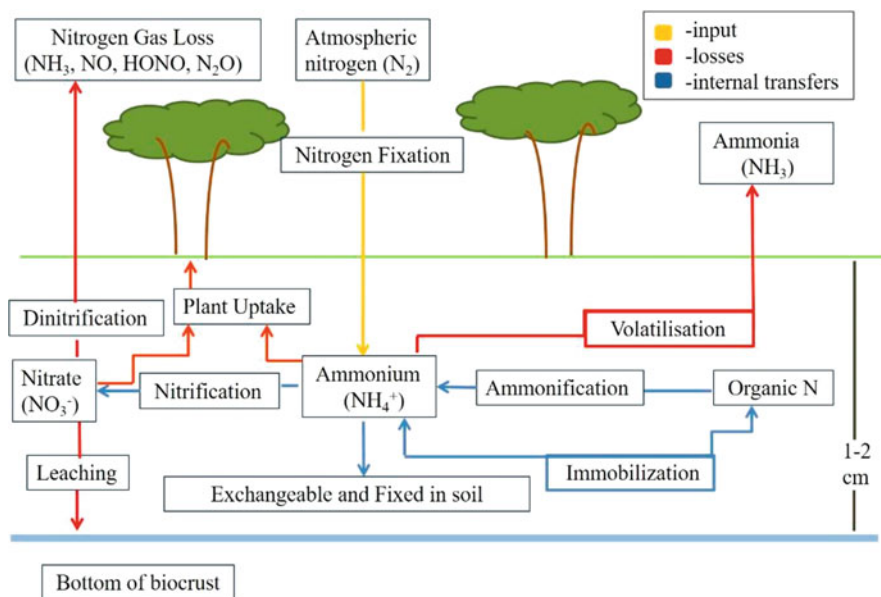 Nitrogen Gas Loss
(NH₃, NO, HONO, N₂O)
Atmospheric
nitrogen (N₂)
-input
-losses
-internal transfers
Nitrogen Fixation
Ammonia
(NH₃)
Dinitrification
Plant Uptake
Volatilisation
Nitrate
(NO₃⁻)
Nitrification
Ammonium
(NH₄⁺)
Ammonification
Organic N
Leaching
Immobilization
1-2
cm
Exchangeable and Fixed in soil
Bottom of biocrust